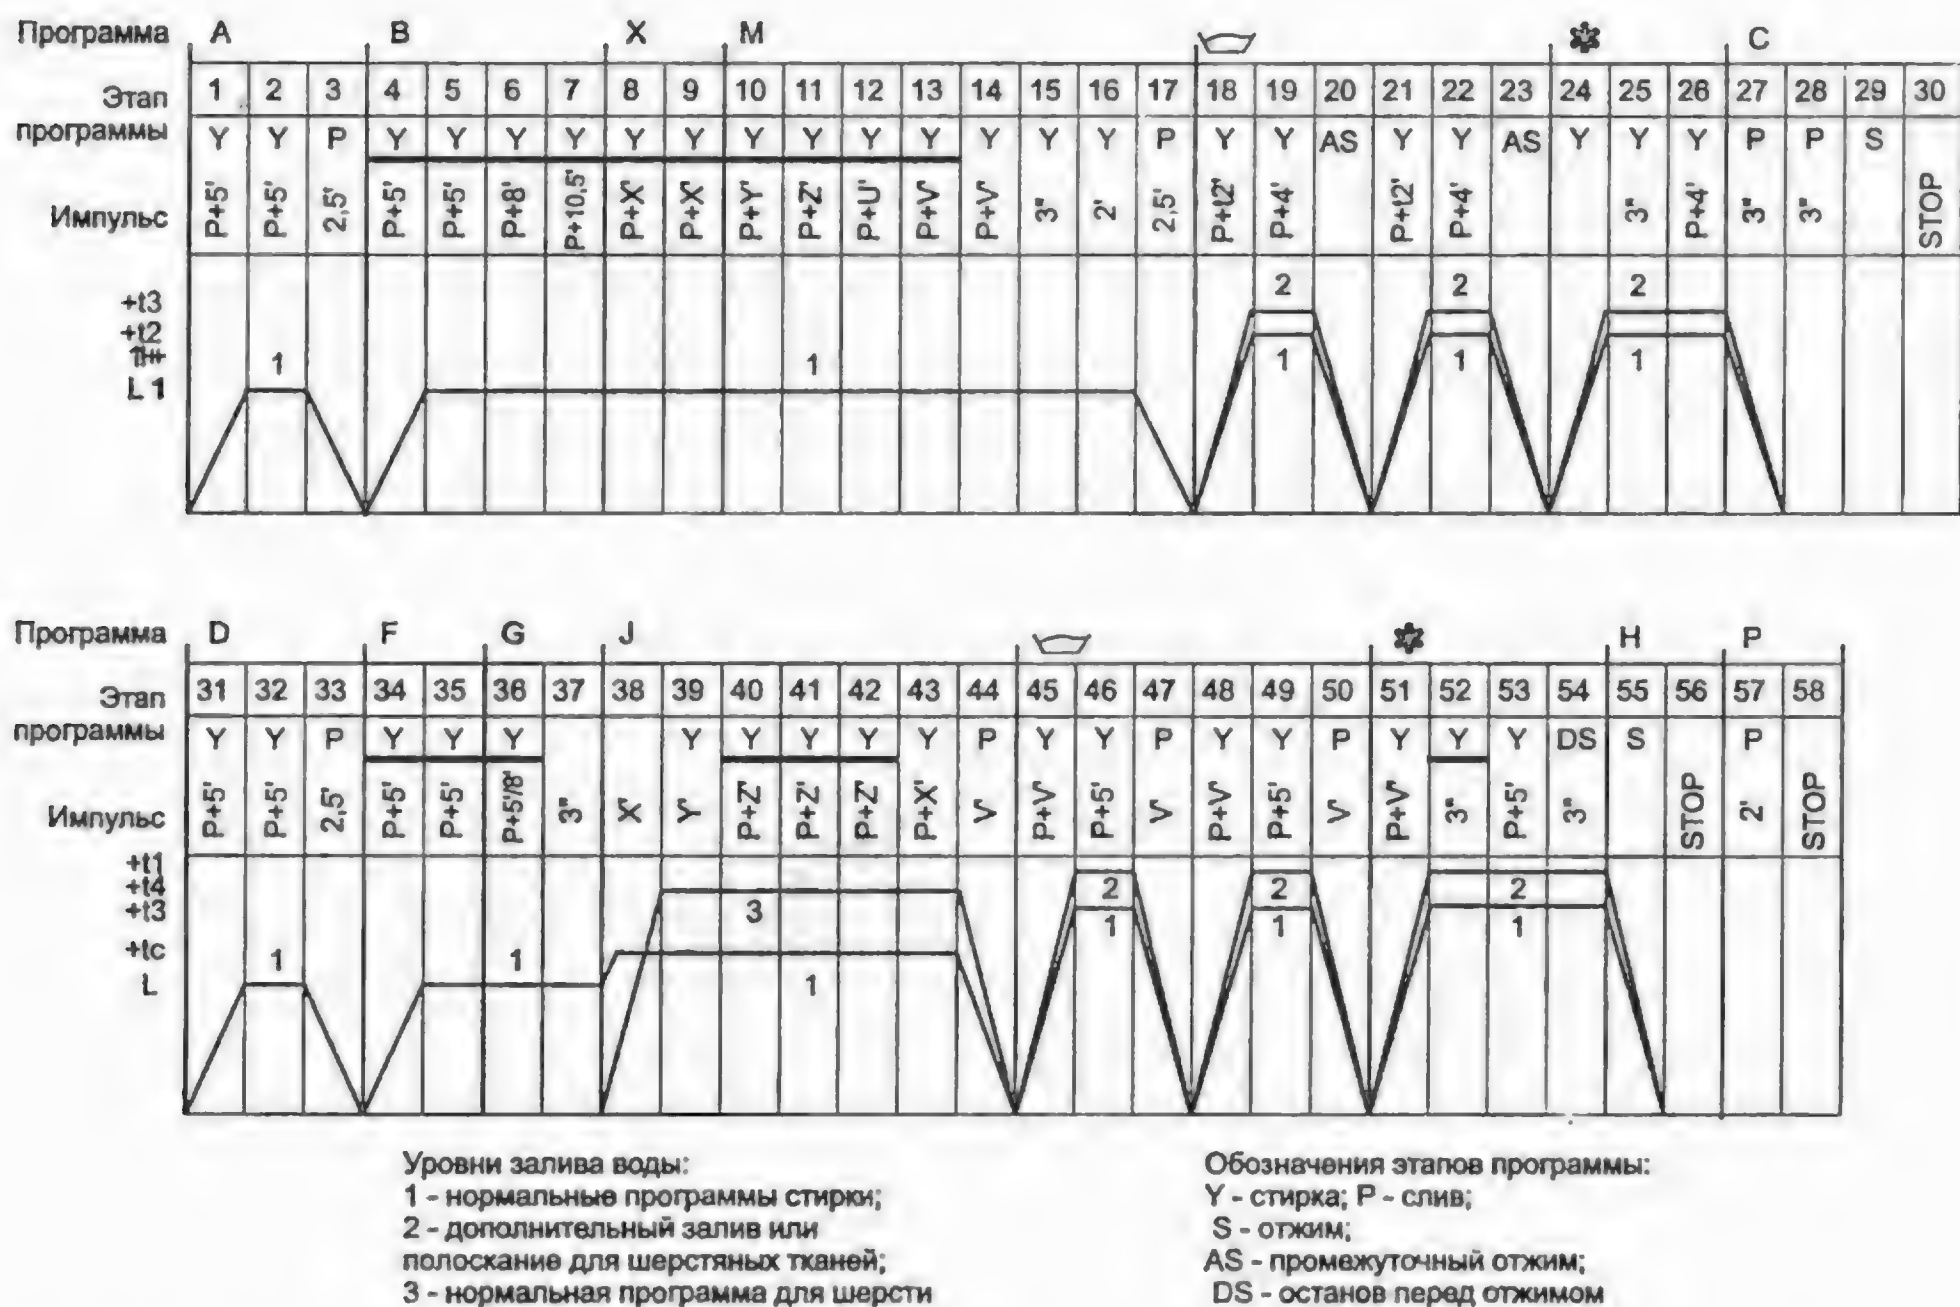 Программа A B X M C
Этап 1 2 3 4 5 6 7 8 9 10 11 12 13 14 15 16 17 18 19 20 21 22 23 24 25 26 27 28 29 30
программы Y Y P Y Y Y Y Y Y Y Y Y Y Y Y Y P Y Y AS Y Y AS Y Y Y P P S
Импульс P+5' P+5' 2,5' P+5' P+5' P+8' P+10,5' P+X' P+X' P+Y' P+Z' P+U' P+V' P+V' 3" 2' 2,5' P+t2' P+4' P+t2' P+4' 3" P+4' 3" 3" STOP
+t3 2 2 2
+t2
1 1 1 1 1
L 1
Программа D F G J H P
Этап 31 32 33 34 35 36 37 38 39 40 41 42 43 44 45 46 47 48 49 50 51 52 53 54 55 56 57 58
программы Y Y P Y Y Y Y Y Y Y Y P Y Y P Y Y P Y Y Y DS S P
Импульс P+5' P+5' 2,5' P+5' P+5' P+5'/8' 3" X' Y' P+Z' P+Z' P+Z' P+X' V' P+V' P+5' V' P+V' P+5' V' P+V' 3" P+5' 3" STOP 2' STOP
+t1
+t4 2 2 2
+t3 3 1 1 1
+tc 1 1
L 1
Уровни залива воды:
1 - нормальные программы стирки;
2 - дополнительный залив или
полоскание для шерстяных тканей;
3 - нормальная программа для шерсти
Обозначения этапов программы:
Y - стирка; P - слив;
S - отжим;
AS - промежуточный отжим;
DS - останов перед отжимом